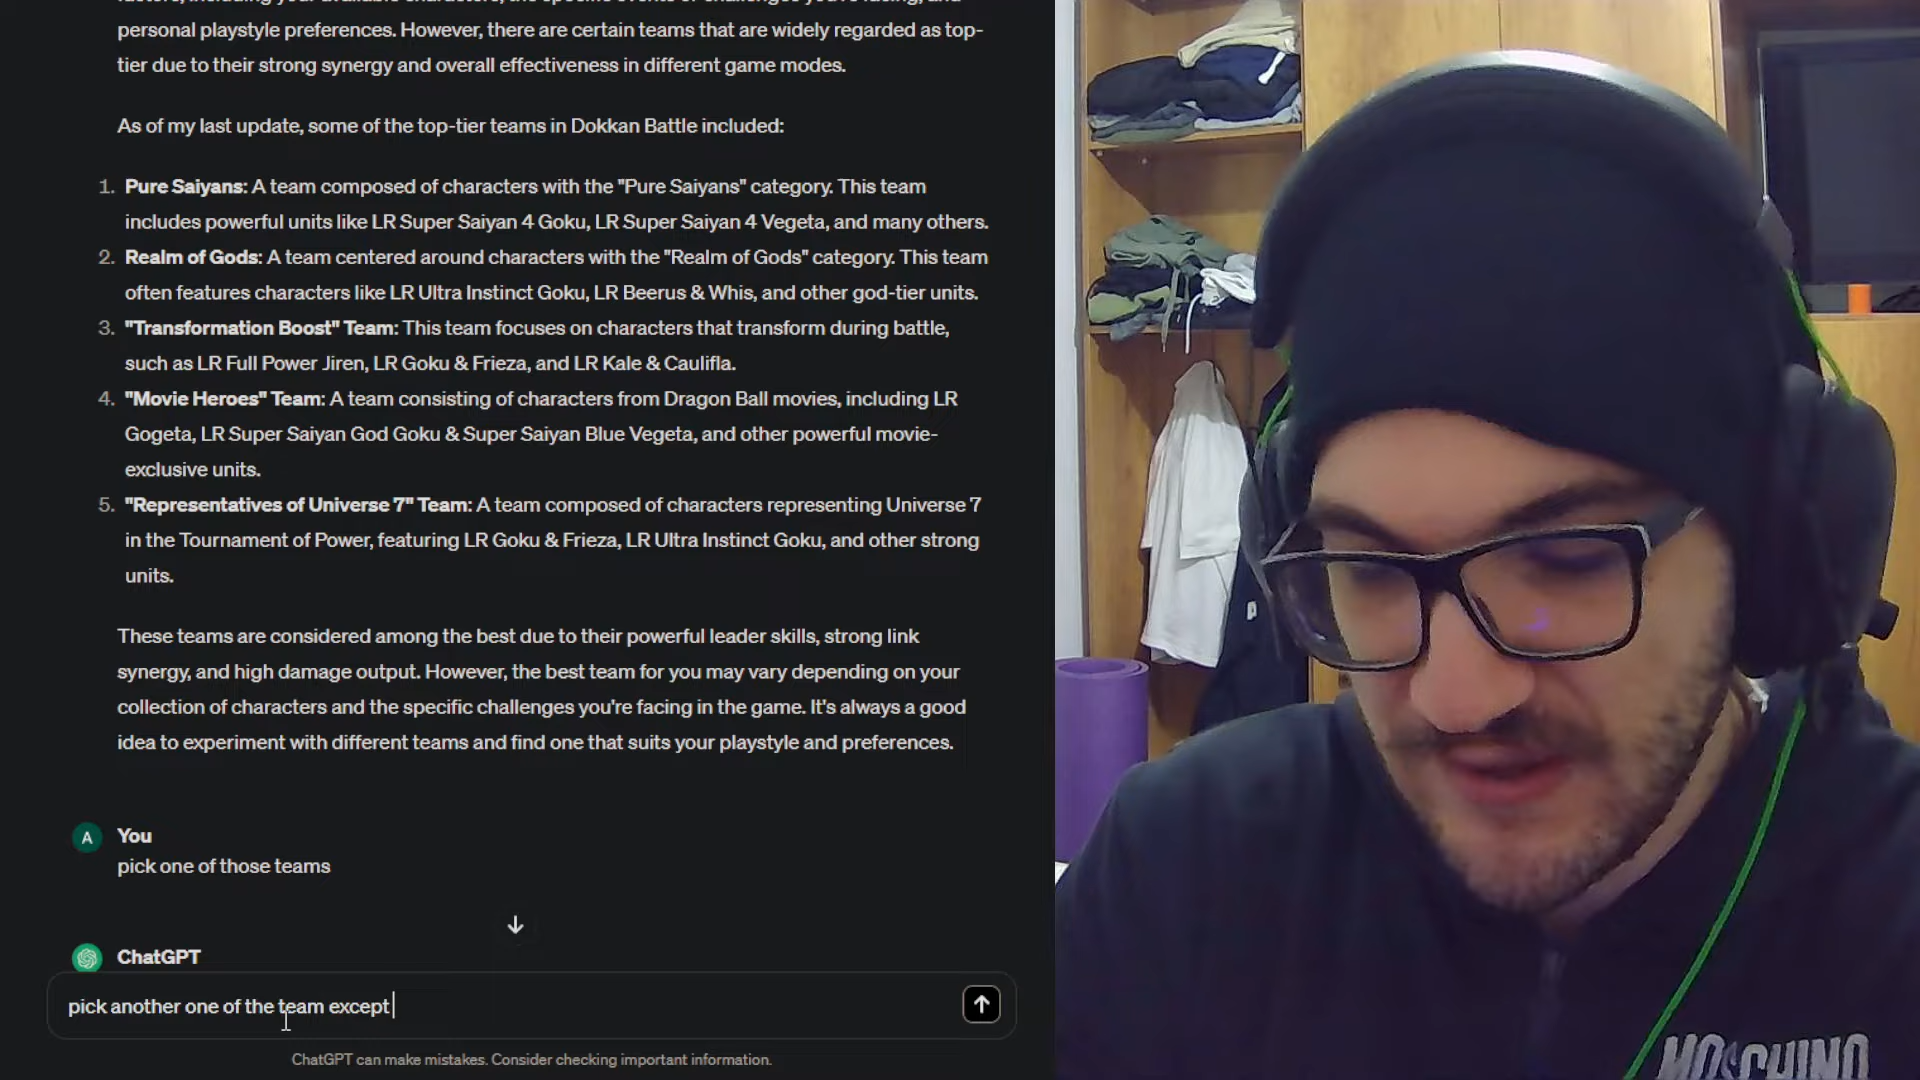 personal playstyle preferences. However, there are certain teams that are widely regarded as top-
tier due to their strong synergy and overall effectiveness in different game modes.
As of my last update, some of the top-tier teams in Dokkan Battle included:
1. Pure Saiyans: A team composed of characters with the "Pure Saiyans" category. This team
includes powerful units like LR Super Saiyan 4 Goku, LR Super Saiyan 4 Vegeta, and many others.
2. Realm of Gods: A team centered around characters with the "Realm of Gods" category. This team
often features characters like LR Ultra Instinct Goku, LR Beerus & Whis, and other god-tier units.
3. "Transformation Boost" Team: This team focuses on characters that transform during battle,
such as LR Full Power Jiren, LR Goku & Frieza, and LR Kale & Caulifla.
4. "Movie Heroes" Team: A team consisting of characters from Dragon Ball movies, including LR
Gogeta, LR Super Saiyan God Goku & Super Saiyan Blue Vegeta, and other powerful movie-
exclusive units.
5. "Representatives of Universe 7" Team: A team composed of characters representing Universe 7
in the Tournament of Power, featuring LR Goku & Frieza, LR Ultra Instinct Goku, and other strong
units.
These teams are considered among the best due to their powerful leader skills, strong link
synergy, and high damage output. However, the best team for you may vary depending on your
collection of characters and the specific challenges you're facing in the game. It's always a good
idea to experiment with different teams and find one that suits your playstyle and preferences.
A You
pick one of those teams
ChatGPT
pick another one of the team except
ChatGPT can make mistakes. Consider checking important information.
MOSCHINO